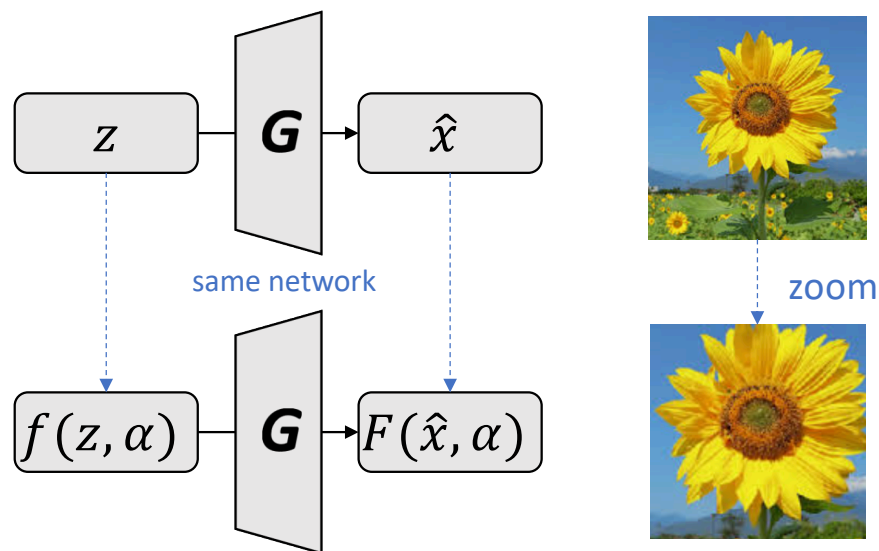 z
G
x̂
same network
zoom
f(z, α)
G
F(x̂, α)